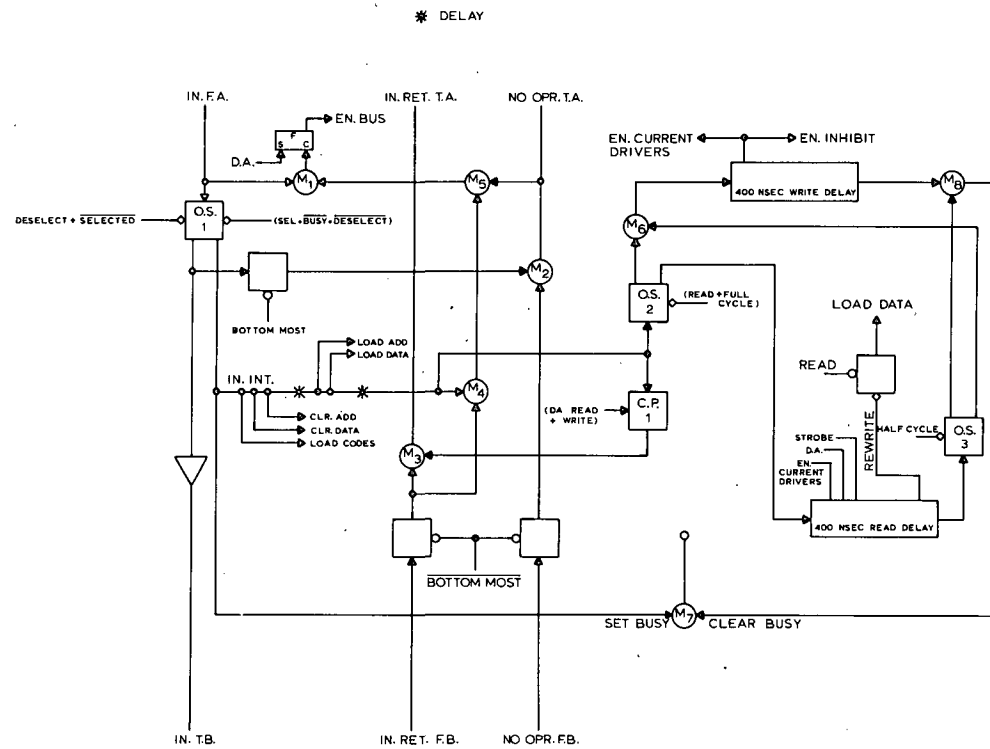 ✳ DELAY
IN. F.A.
IN. RET. T.A.
NO OPR. T.A.
EN. BUS
F
S C
D.A.
M1
M5
EN. CURRENT
DRIVERS
EN. INHIBIT
400 NSEC WRITE DELAY
M8
DESELECT + SELECTED
O.S.
1
(SEL+BUSY+DESELECT)
M6
M2
O.S.
2
(READ + FULL
CYCLE)
BOTTOM MOST
LOAD DATA
LOAD ADD
LOAD DATA
IN. INT.
M4
READ
CLR. ADD
CLR. DATA
LOAD CODES
(DA READ
+ WRITE)
C.P.
1
REWRITE
HALF CYCLE
O.S.
3
M3
STROBE
D.A.
EN.
CURRENT
DRIVERS
400 NSEC READ DELAY
BOTTOM MOST
SET BUSY
M7
CLEAR BUSY
IN. T.B.
IN. RET. F.B.
NO OPR. F.B.